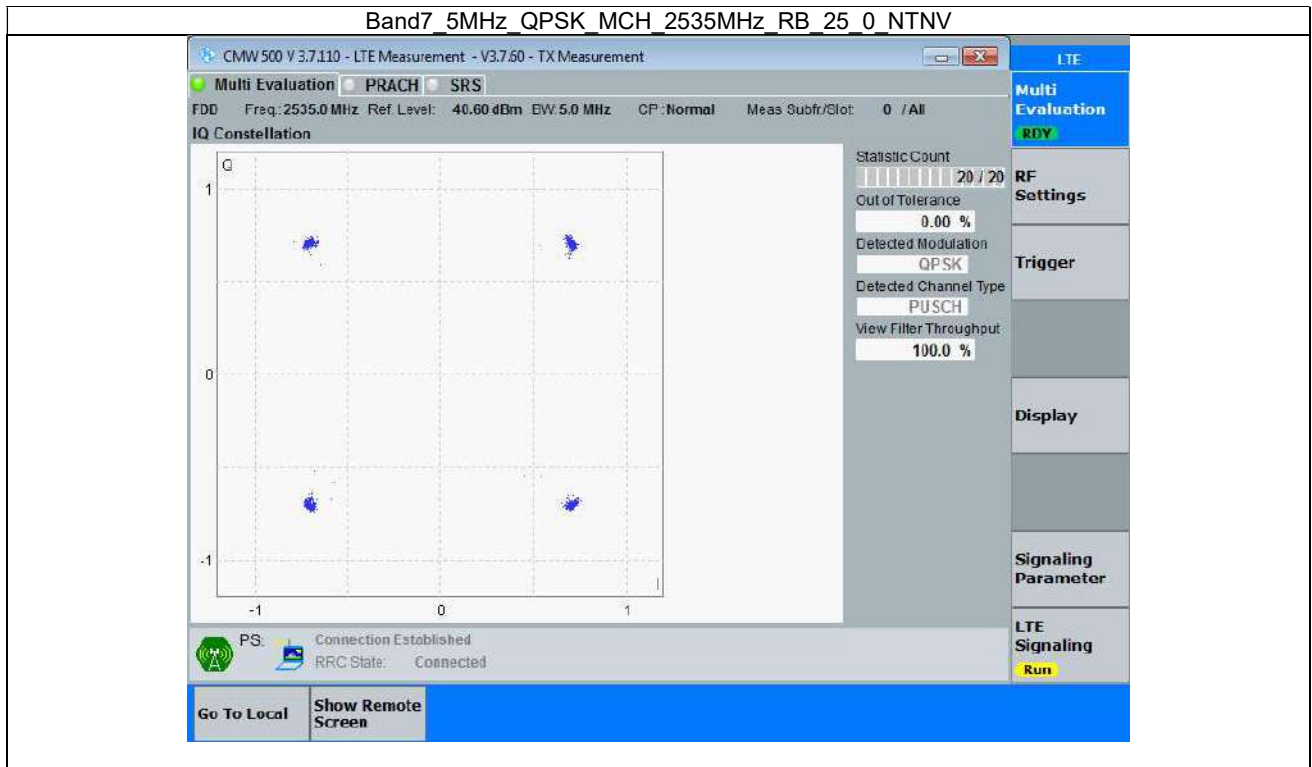 Band7_5MHz_QPSK_MCH_2535MHz_RB_25_0_NTNV
CMW 500 V 3.7.110 - LTE Measurement - V3.7.60 - TX Measurement
LTE
Multi Evaluation PRACH SRS
FDD Freq.: 2535.0 MHz Ref. Level: 40.60 dBm BW: 5.0 MHz CP: Normal Meas Subfr./Slot: 0 / All
IQ Constellation
Q
1
0
-1
-1 0 1
I
Statistic Count
20 / 20
Out of Tolerance
0.00 %
Detected Modulation
QPSK
Detected Channel Type
PUSCH
View Filter Throughput
100.0 %
Multi
Evaluation
RDY
RF
Settings
Trigger
Display
Signaling
Parameter
LTE
Signaling
Run
PS: Connection Established
RRC State: Connected
Go To Local
Show Remote
Screen